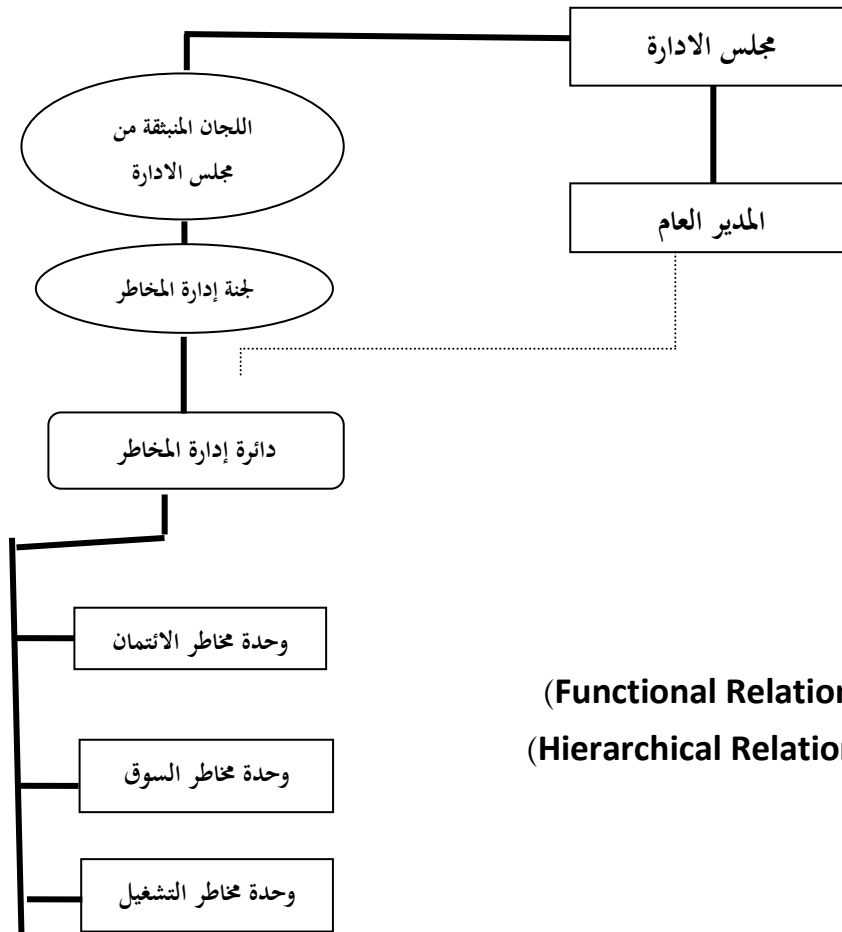 مجلس الادارة
اللجان المنبثقة من
مجلس الادارة
المدير العام
لجنة إدارة المخاطر
دائرة إدارة المخاطر
وحدة مخاطر الائتمان
(Functional Relation
وحدة مخاطر السوق
(Hierarchical Relation
وحدة مخاطر التشغيل